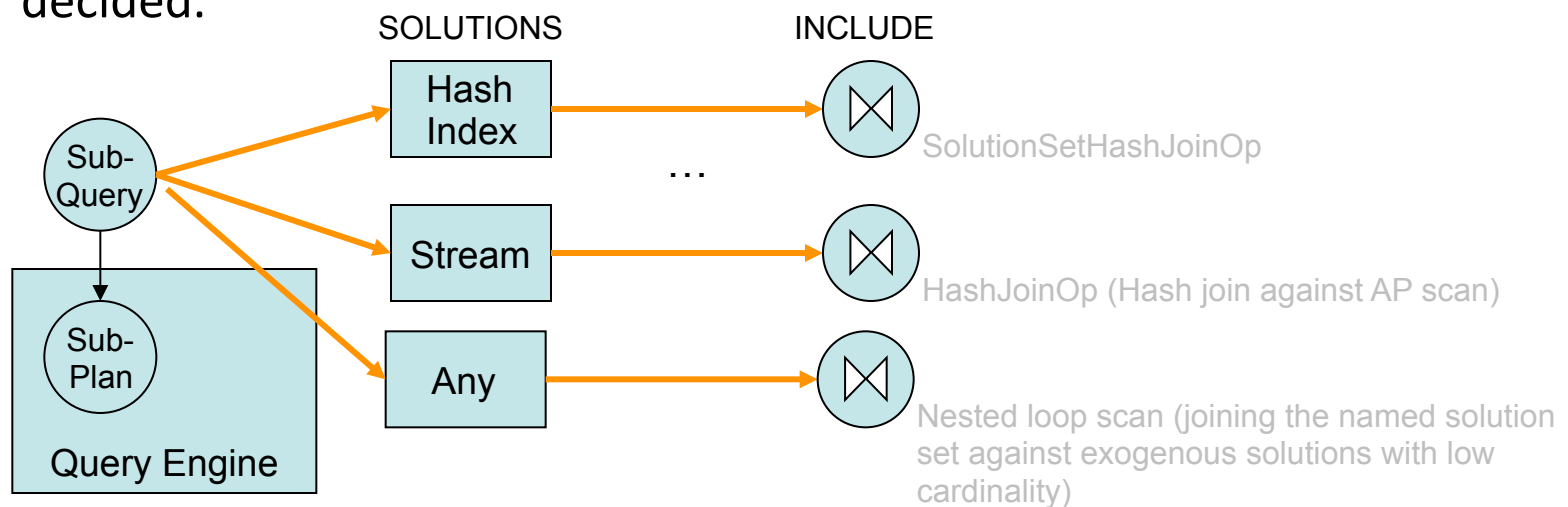 decided.
SOLUTIONS
INCLUDE
Hash
Index
SolutionSetHashJoinOp
Sub-
Query
…
Stream
HashJoinOp (Hash join against AP scan)
Sub-
Plan
Any
Nested loop scan (joining the named solution
set against exogenous solutions with low
cardinality)
Query Engine